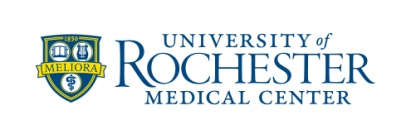 1850
MELIORA
UNIVERSITY of
ROCHESTER
MEDICAL CENTER